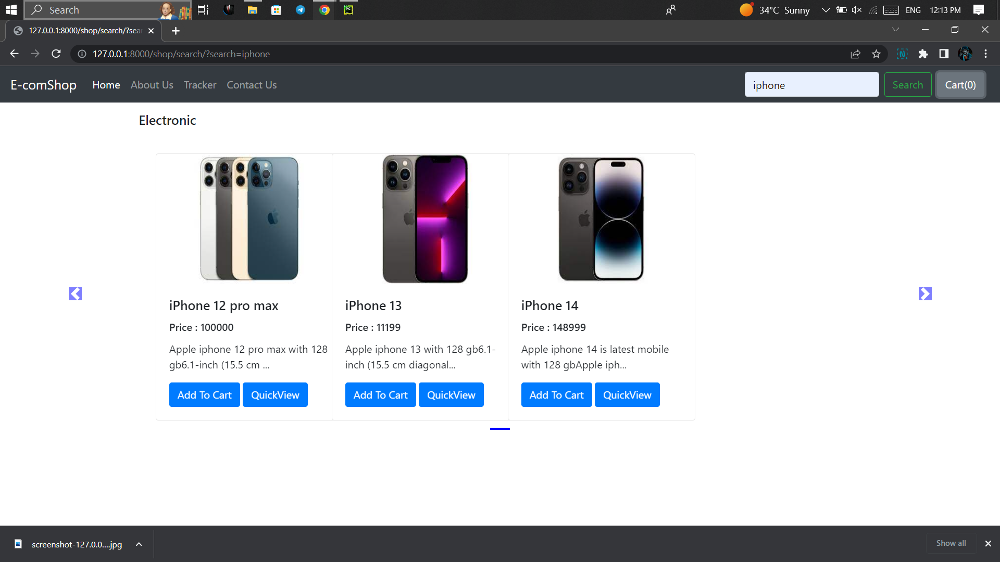 Search
34°C Sunny
ENG
12:13 PM
127.0.0.1:8000/shop/search/?sear
127.0.0.1:8000/shop/search/?search=iphone
E-comShop
Home
About Us
Tracker
Contact Us
iphone
Search
Cart(0)
Electronic
iPhone 12 pro max
Price : 100000
Apple iphone 12 pro max with 128
gb6.1-inch (15.5 cm ...
Add To Cart
QuickView
iPhone 13
Price : 11199
Apple iphone 13 with 128 gb6.1-
inch (15.5 cm diagonal...
Add To Cart
QuickView
iPhone 14
Price : 148999
Apple iphone 14 is latest mobile
with 128 gbApple iph...
Add To Cart
QuickView
screenshot-127.0.0....jpg
Show all